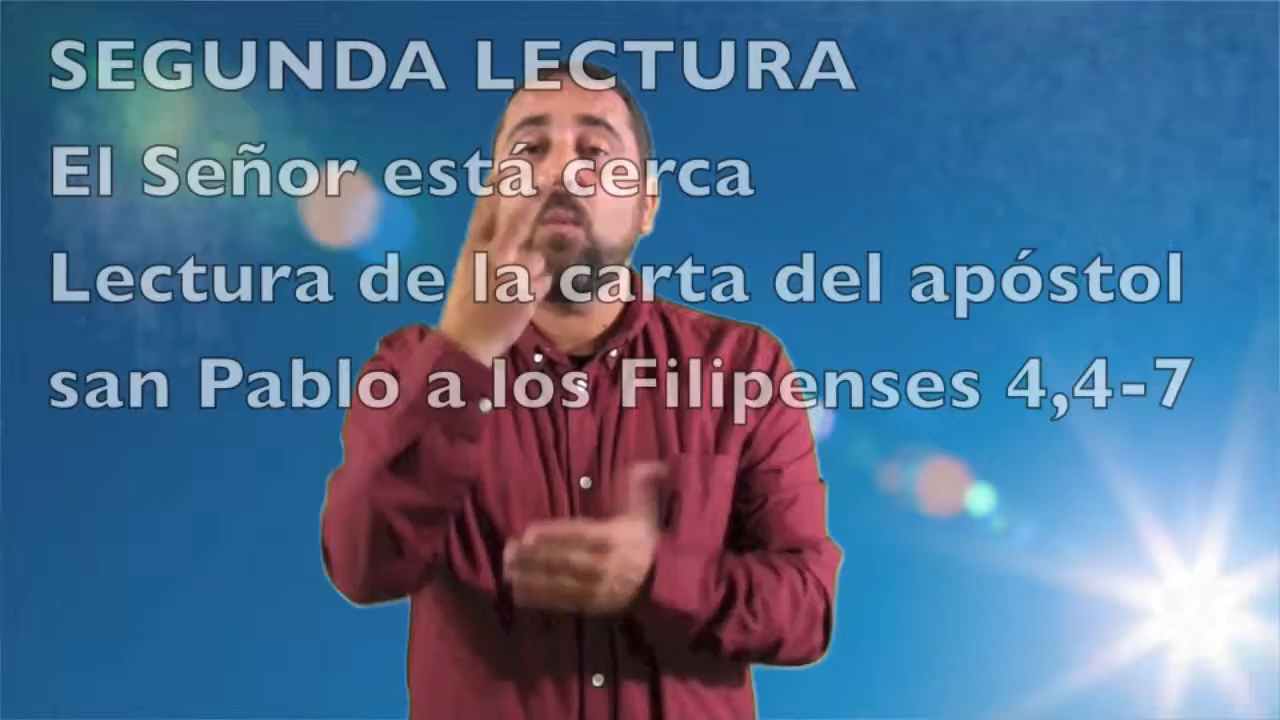 SEGUNDA LECTURA
El Señor está cerca
Lectura de la carta del apóstol
san Pablo a los Filipenses 4,4-7